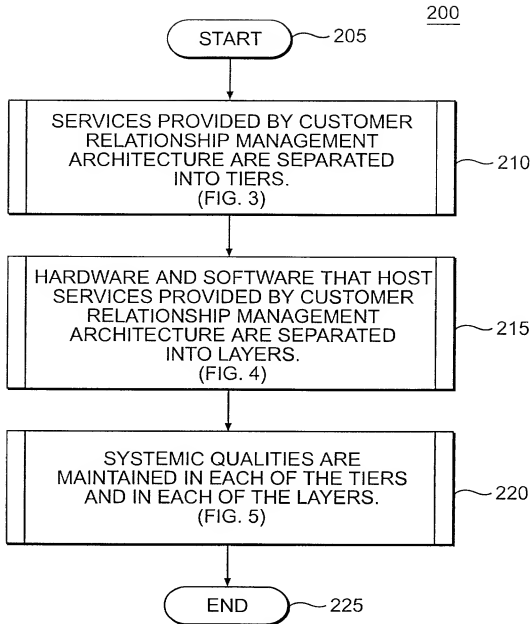 200
START
205
SERVICES PROVIDED BY CUSTOMER
RELATIONSHIP MANAGEMENT
ARCHITECTURE ARE SEPARATED
INTO TIERS.
(FIG. 3)
210
HARDWARE AND SOFTWARE THAT HOST
SERVICES PROVIDED BY CUSTOMER
RELATIONSHIP MANAGEMENT
ARCHITECTURE ARE SEPARATED
INTO LAYERS.
(FIG. 4)
215
SYSTEMIC QUALITIES ARE
MAINTAINED IN EACH OF THE TIERS
AND IN EACH OF THE LAYERS.
(FIG. 5)
220
END
225